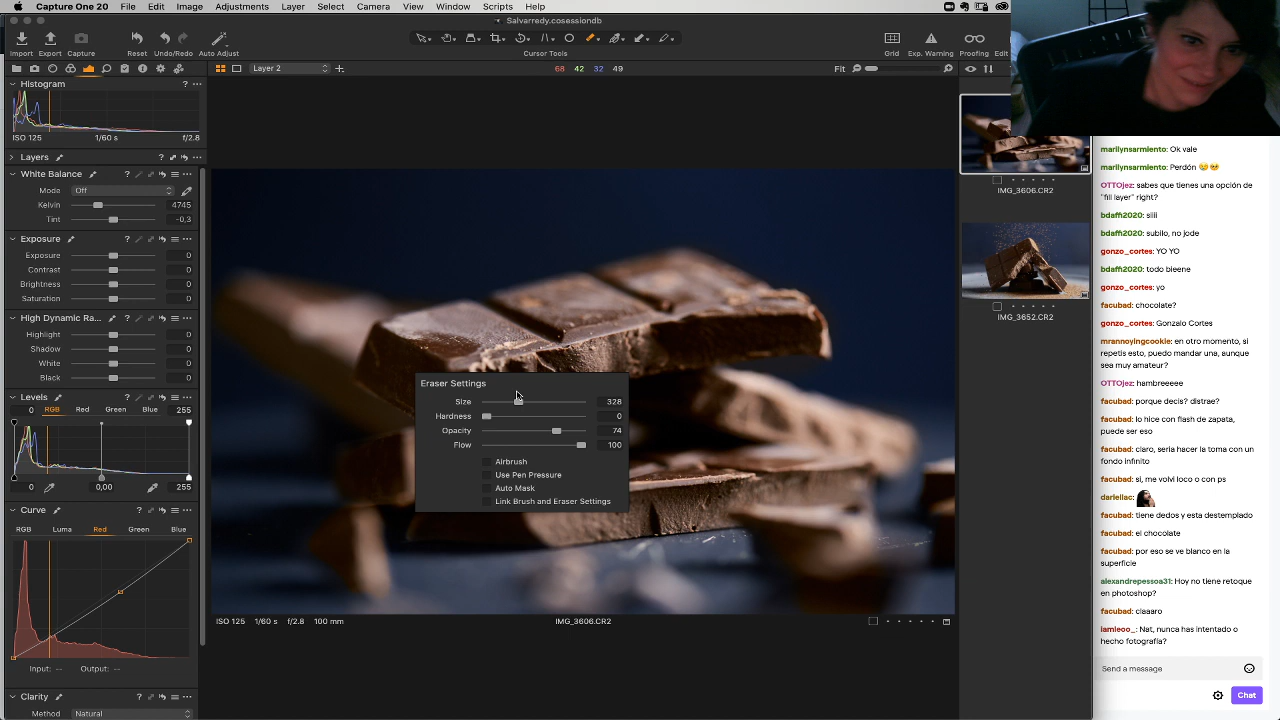 Capture One 20 File Edit View Image Adjustments Layer Select Camera View Window Scripts Help
Salvarredy.cosessiondb
Import Export Capture Reset Undo/Redo Auto Adjust Cursor Tools Grid Exp. Warning Proofing Edit
Layer 2 68 42 32 49 Fit
Histogram ?
ISO 125 1/60 s f/2.8
Layers ?
White Balance ?
Mode Off
Kelvin 4745
Tint -0,3
Exposure ?
Exposure 0
Contrast 0
Brightness 0
Saturation 0
High Dynamic Ra... ?
Highlight 0
Shadow 0
White 0
Black 0
Levels A ?
0 RGB Red Green Blue 255
0 0,00 255
Curve ?
RGB Luma Red Green Blue
Input: -- Output: --
Clarity ?
Method Natural
Eraser Settings
Size 328
Hardness 0
Opacity 74
Flow 100
Airbrush
Use Pen Pressure
Auto Mask
Link Brush and Eraser Settings
ISO 125 1/60 s f/2.8 100 mm IMG_3606.CR2
IMG_3606.CR2
IMG_3652.CR2
marilynsarmiento: Ok vale
marilynsarmiento: Perdón
OTTOjez: sabes que tienes una opción de
"fill layer" right?
bdaffi2020: siiii
bdaffi2020: subilo, no jode
gonzo_cortes: YO YO
bdaffi2020: todo bieene
gonzo_cortes: yo
facubad: chocolate?
gonzo_cortes: Gonzalo Cortes
mrannoyingcookie: en otro momento, si
repetis esto, puedo mandar una, aunque
sea muy amateur?
OTTOjez: hambreeeee
facubad: porque decis? distrae?
facubad: lo hice con flash de zapata,
puede ser eso
facubad: claro, seria hacer la toma con un
fondo infinito
facubad: si, me volvi loco o con ps
dariellac:
facubad: tiene dedos y esta destemplado
facubad: el chocolate
facubad: por eso se ve blanco en la
superficie
alexandrepessoa31: Hoy no tiene retoque
en photoshop?
facubad: claaaro
iamleoo_: Nat, nunca has intentado o
hecho fotografía?
Send a message
Chat